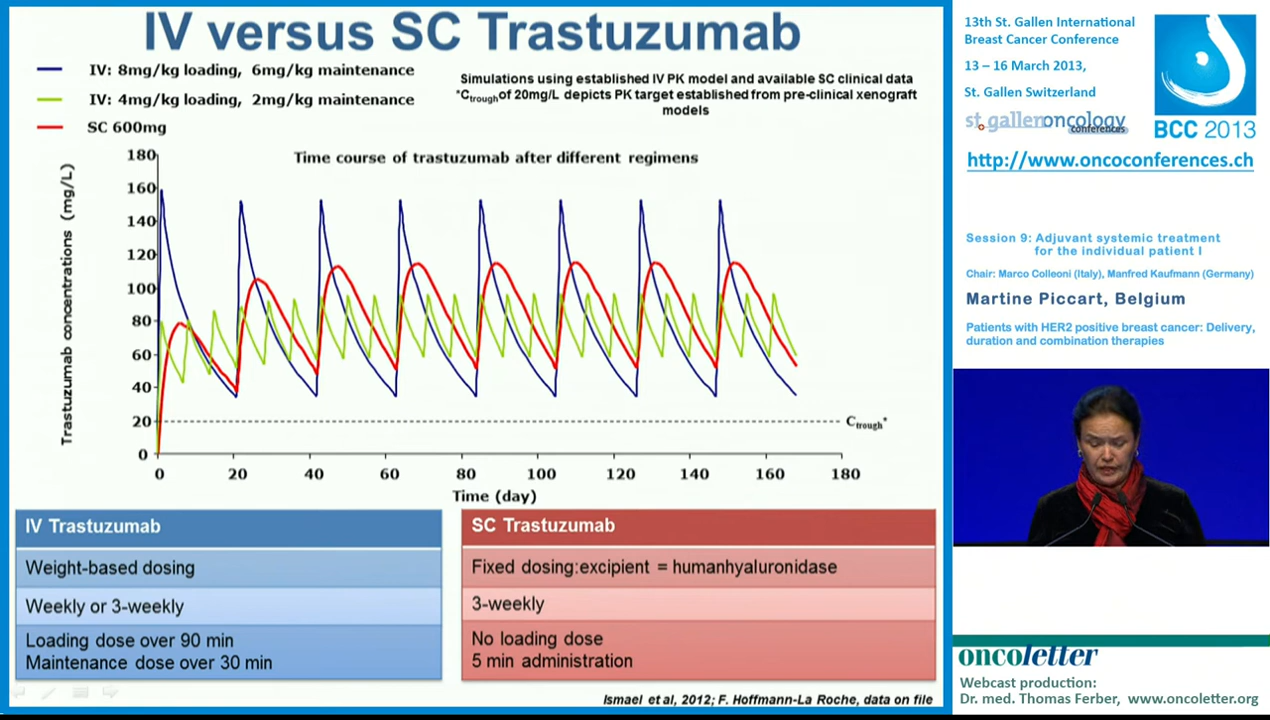 IV versus SC Trastuzumab
IV: 8mg/kg loading, 6mg/kg maintenance
IV: 4mg/kg loading, 2mg/kg maintenance
SC 600mg
Simulations using established IV PK model and available SC clinical data
*Ctrough of 20mg/L depicts PK target established from pre-clinical xenograft
models
Time course of trastuzumab after different regimens
Trastuzumab concentrations (mg/L)
180
160
140
120
100
80
60
40
20
0
Ctrough*
0 20 40 60 80 100 120 140 160 180
Time (day)
IV Trastuzumab
Weight-based dosing
Weekly or 3-weekly
Loading dose over 90 min
Maintenance dose over 30 min
SC Trastuzumab
Fixed dosing:excipient = humanhyaluronidase
3-weekly
No loading dose
5 min administration
Ismael et al, 2012; F. Hoffmann-La Roche, data on file
13th St. Gallen International
Breast Cancer Conference
13 – 16 March 2013,
St. Gallen Switzerland
st.gallenoncology
conferences
BCC 2013
http://www.oncoconferences.ch
Session 9: Adjuvant systemic treatment
for the individual patient I
Chair: Marco Colleoni (Italy), Manfred Kaufmann (Germany)
Martine Piccart, Belgium
Patients with HER2 positive breast cancer: Delivery,
duration and combination therapies
oncoletter
Webcast production:
Dr. med. Thomas Ferber, www.oncoletter.org